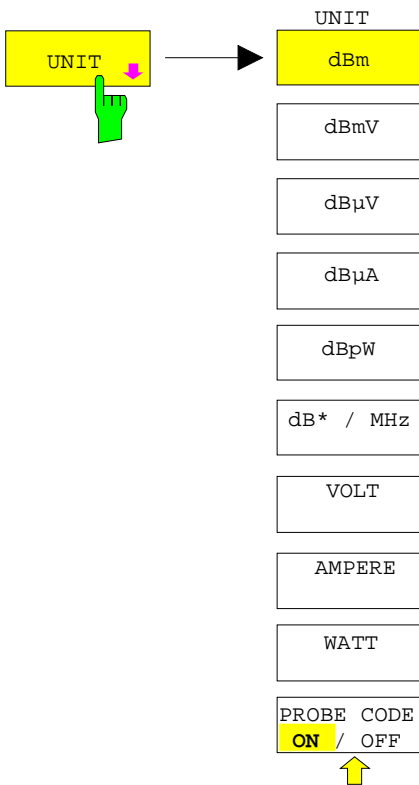 UNIT
UNIT
dBm
dBmV
dBµV
dBµA
dBpW
dB* / MHz
VOLT
AMPERE
WATT
PROBE CODE
ON / OFF